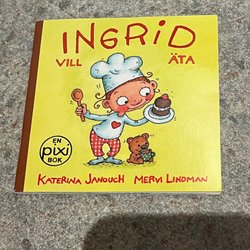 INGRID
VILL ÄTA
EN
pixi
BOK
KATERINA JANOUCH MERVI LINDMAN